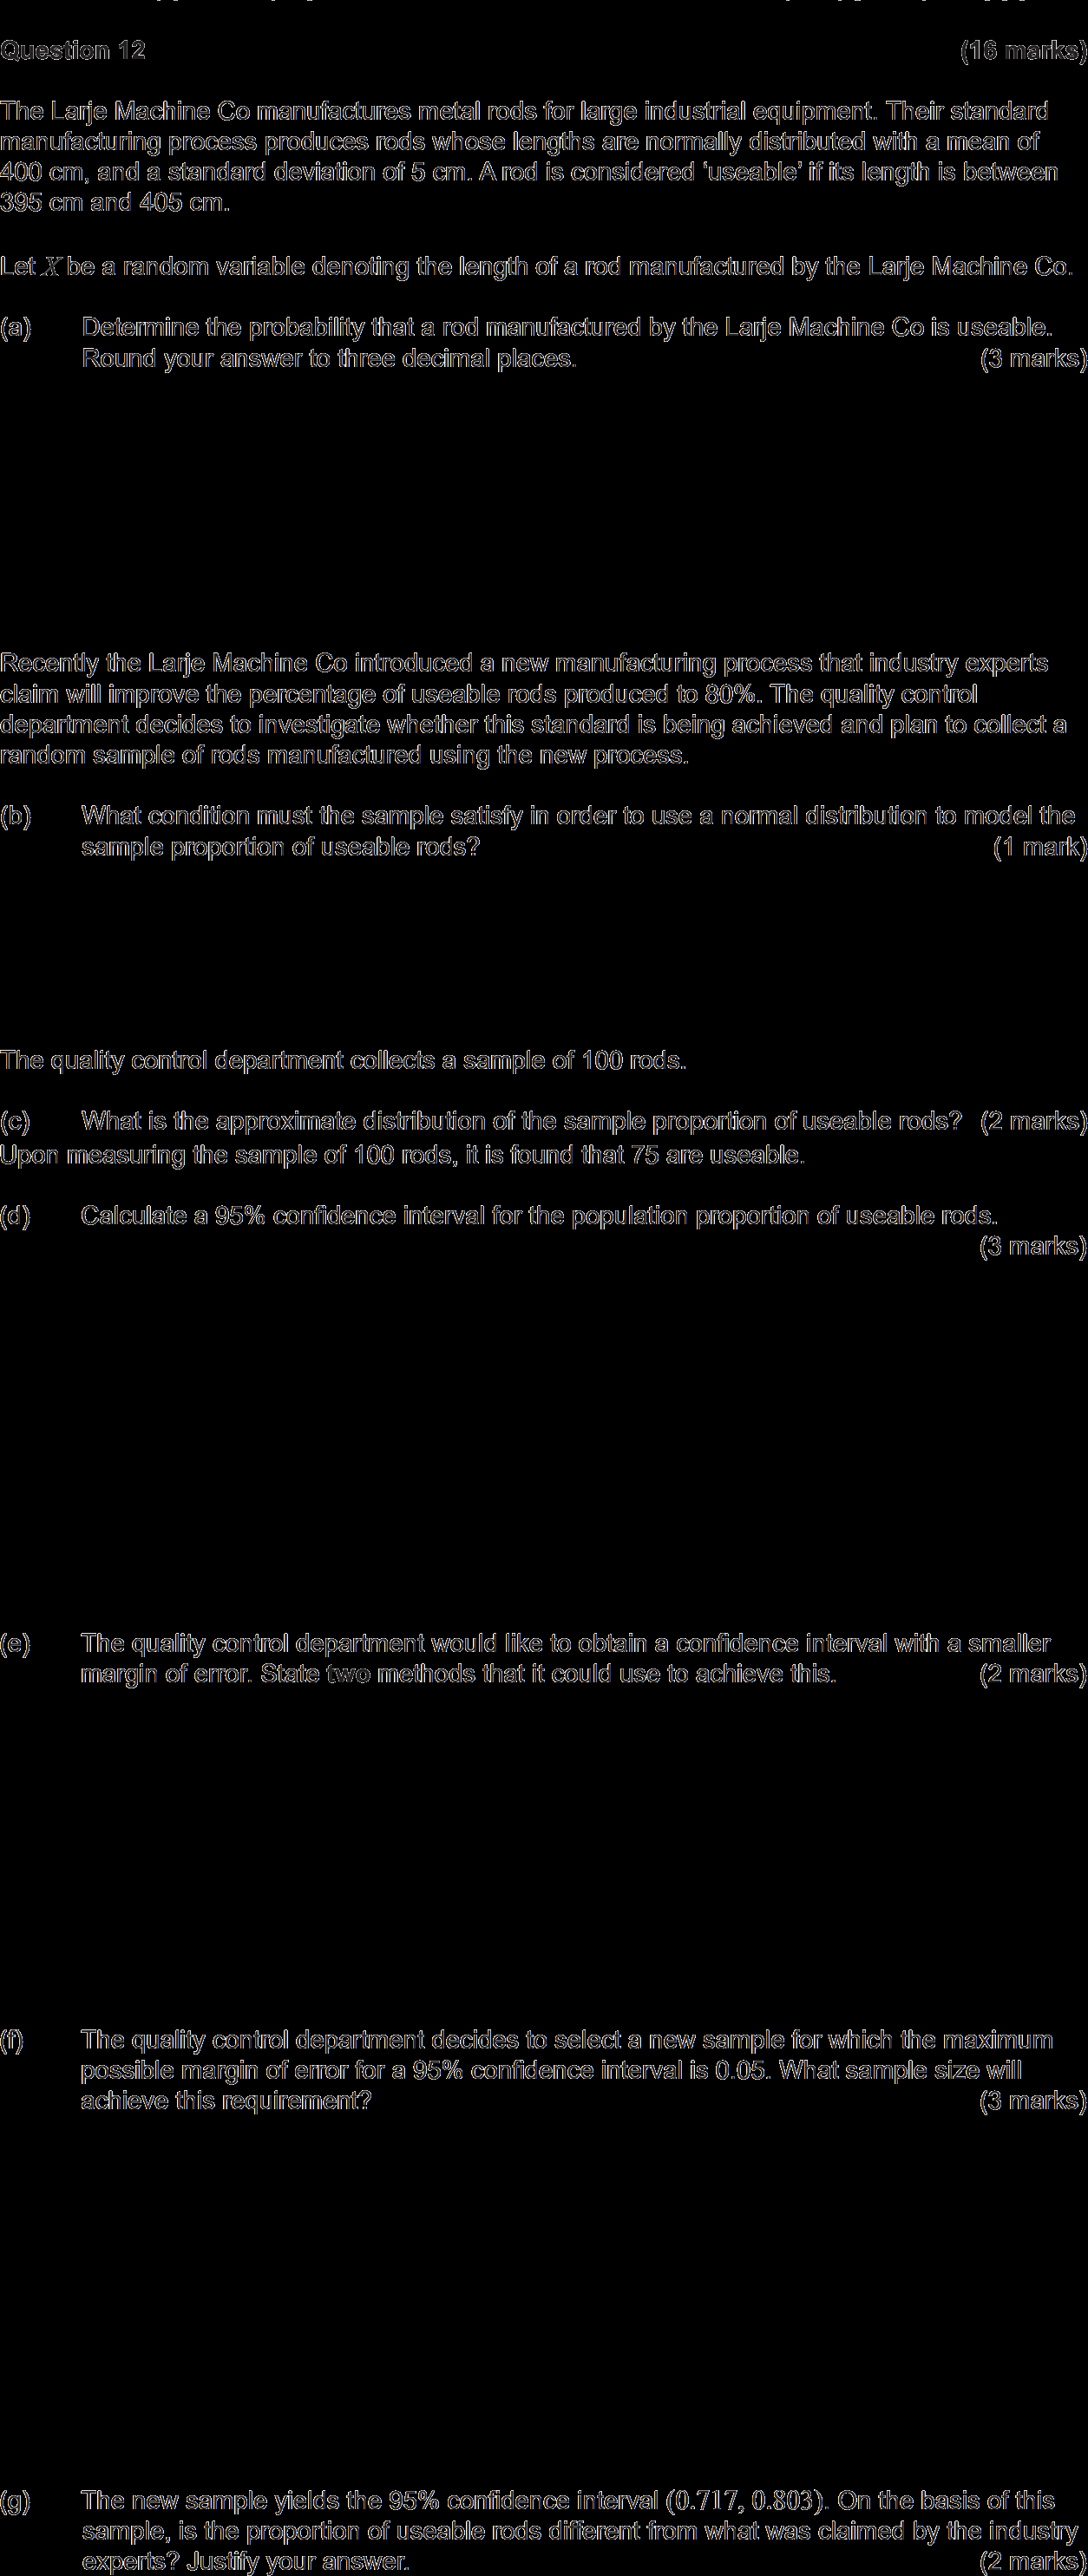 Question 12 (16 marks)
The Larje Machine Co manufactures metal rods for large industrial equipment. Their standard
manufacturing process produces rods whose lengths are normally distributed with a mean of
400 cm, and a standard deviation of 5 cm. A rod is considered ‘useable’ if its length is between
395 cm and 405 cm.
Let X be a random variable denoting the length of a rod manufactured by the Larje Machine Co.
(a) Determine the probability that a rod manufactured by the Larje Machine Co is useable.
Round your answer to three decimal places. (3 marks)
Recently the Larje Machine Co introduced a new manufacturing process that industry experts
claim will improve the percentage of useable rods produced to 80%. The quality control
department decides to investigate whether this standard is being achieved and plan to collect a
random sample of rods manufactured using the new process.
(b) What condition must the sample satisfy in order to use a normal distribution to model the
sample proportion of useable rods? (1 mark)
The quality control department collects a sample of 100 rods.
(c) What is the approximate distribution of the sample proportion of useable rods? (2 marks)
Upon measuring the sample of 100 rods, it is found that 75 are useable.
(d) Calculate a 95% confidence interval for the population proportion of useable rods.
(3 marks)
(e) The quality control department would like to obtain a confidence interval with a smaller
margin of error. State two methods that it could use to achieve this. (2 marks)
(f) The quality control department decides to select a new sample for which the maximum
possible margin of error for a 95% confidence interval is 0.05. What sample size will
achieve this requirement? (3 marks)
(g) The new sample yields the 95% confidence interval (0.717, 0.803). On the basis of this
sample, is the proportion of useable rods different from what was claimed by the industry
experts? Justify your answer. (2 marks)